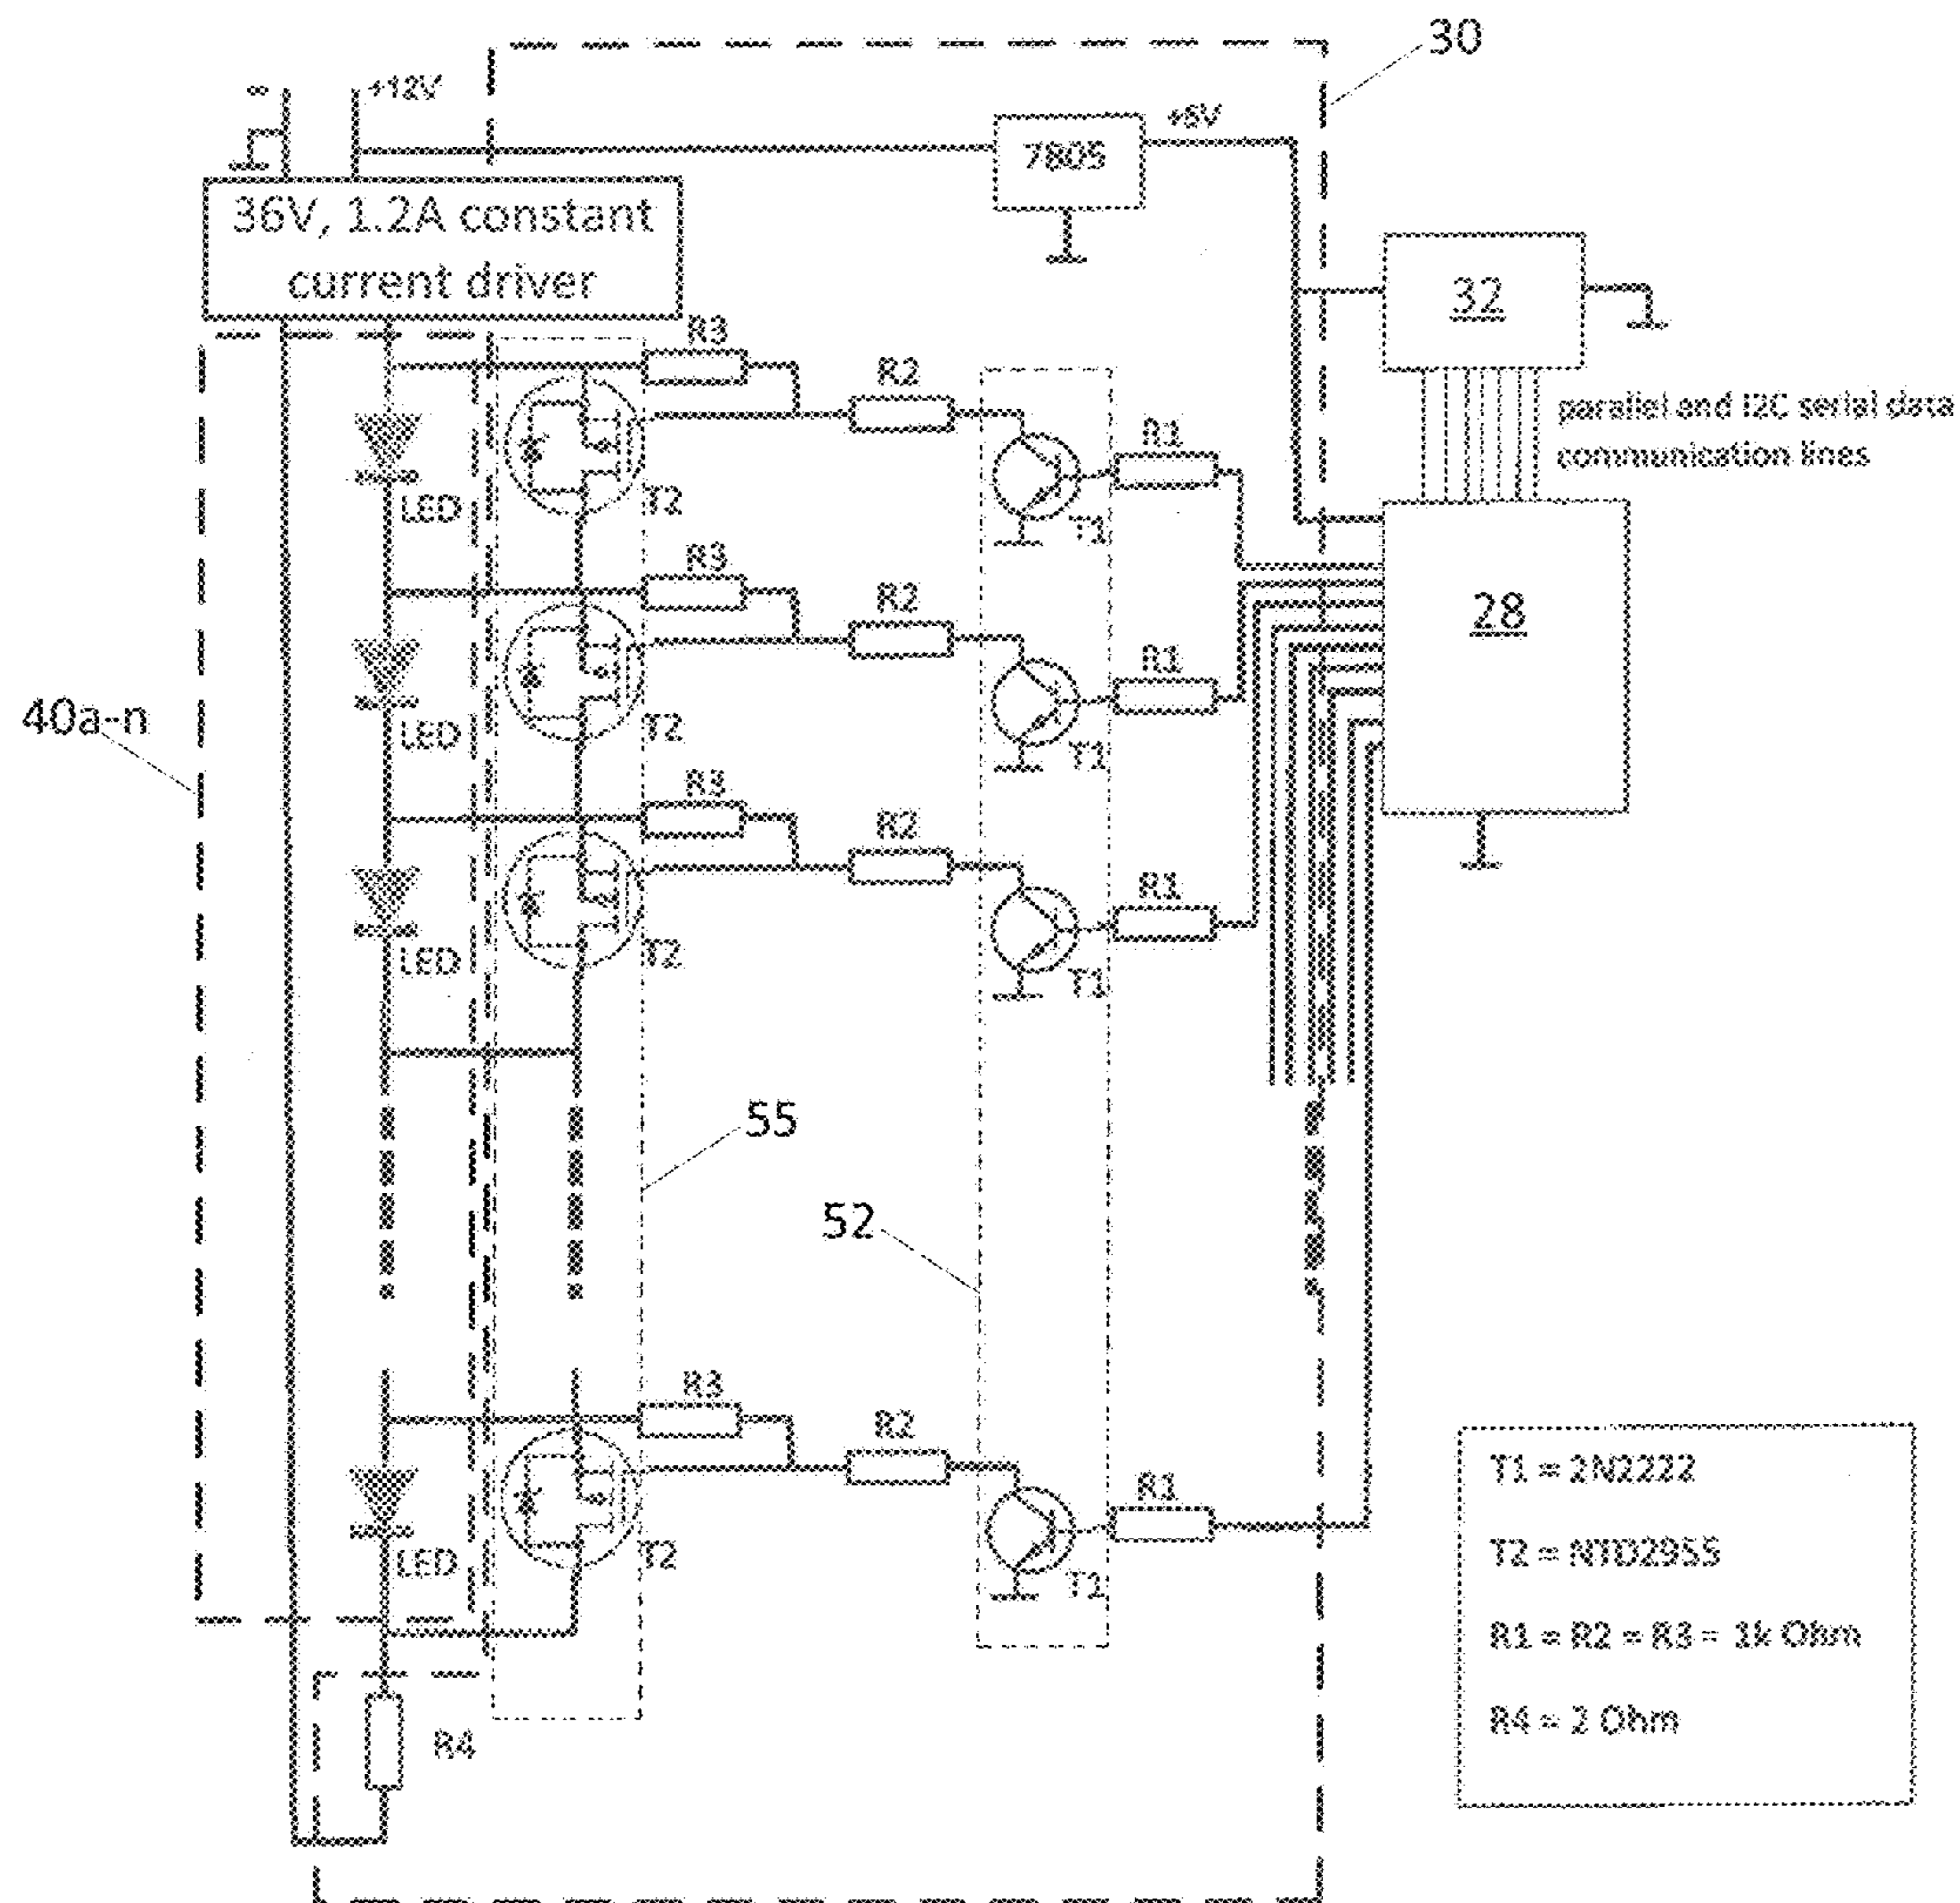 30
+12V
7805
36V, 1.2A constant
current driver
32
R3
R2
parallel and I2C serial data
communication lines
R1
LED
T2
T1
R3
R2
28
R1
40a-n
LED
T2
T1
R3
R2
R1
LED
T2
T1
55
52
R3
R2
T1 = 2N2222
R1
T2 = NTD2955
LED
T2
T1
R1 = R2 = R3 = 1k Ohm
R4 = 2 Ohm
R4